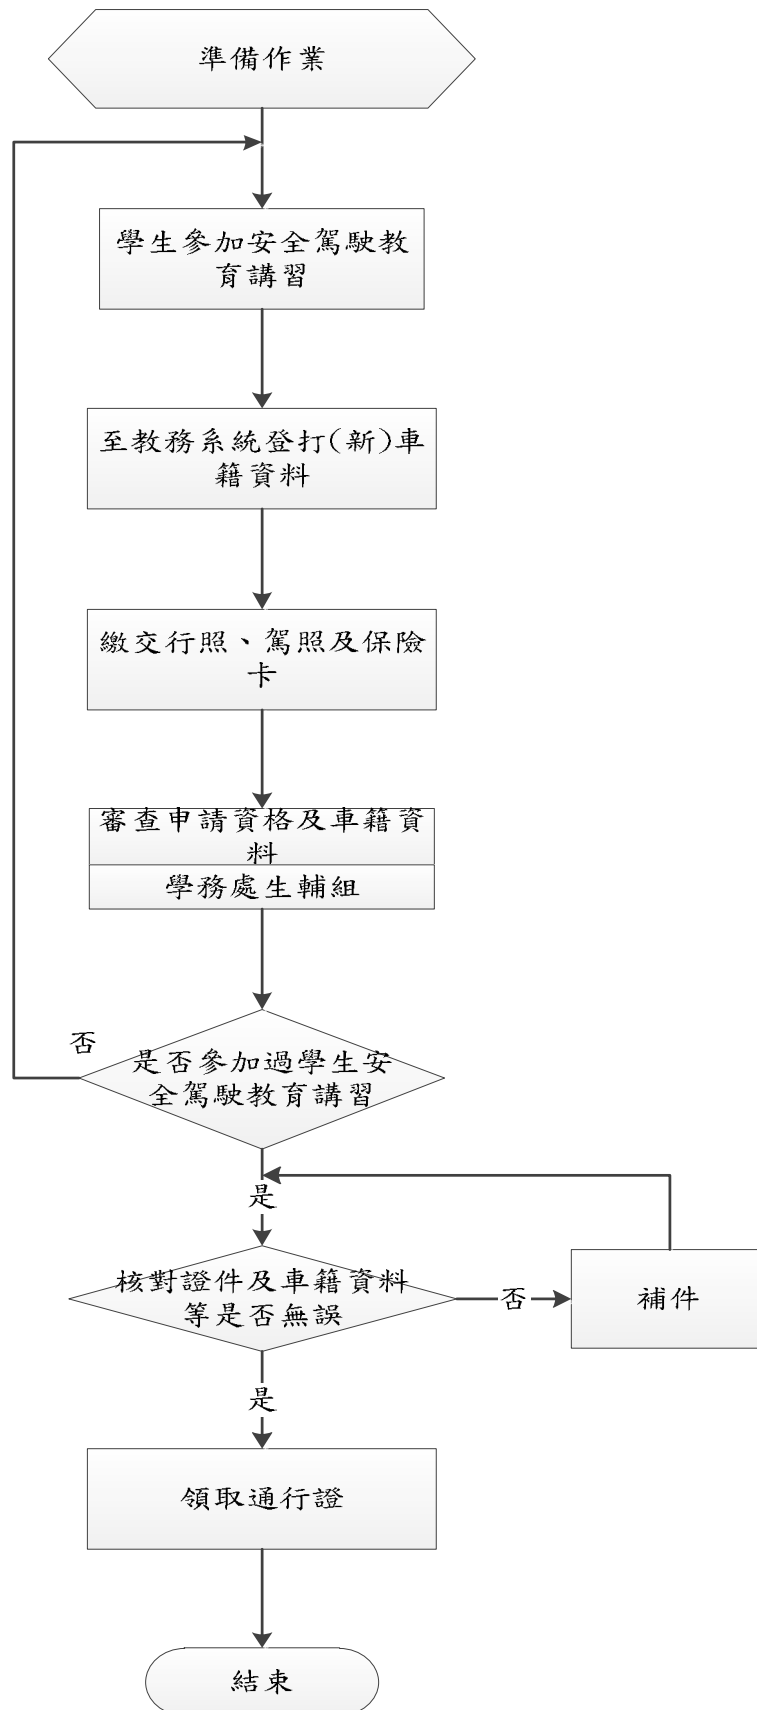 準備作業
學生參加安全駕駛教
育講習
至教務系統登打(新)車
籍資料
繳交行照、駕照及保險
卡
審查申請資格及車籍資
料
學務處生輔組
否
是否參加過學生安
全駕駛教育講習
是
核對證件及車籍資料
等是否無誤
否
補件
是
領取通行證
結束